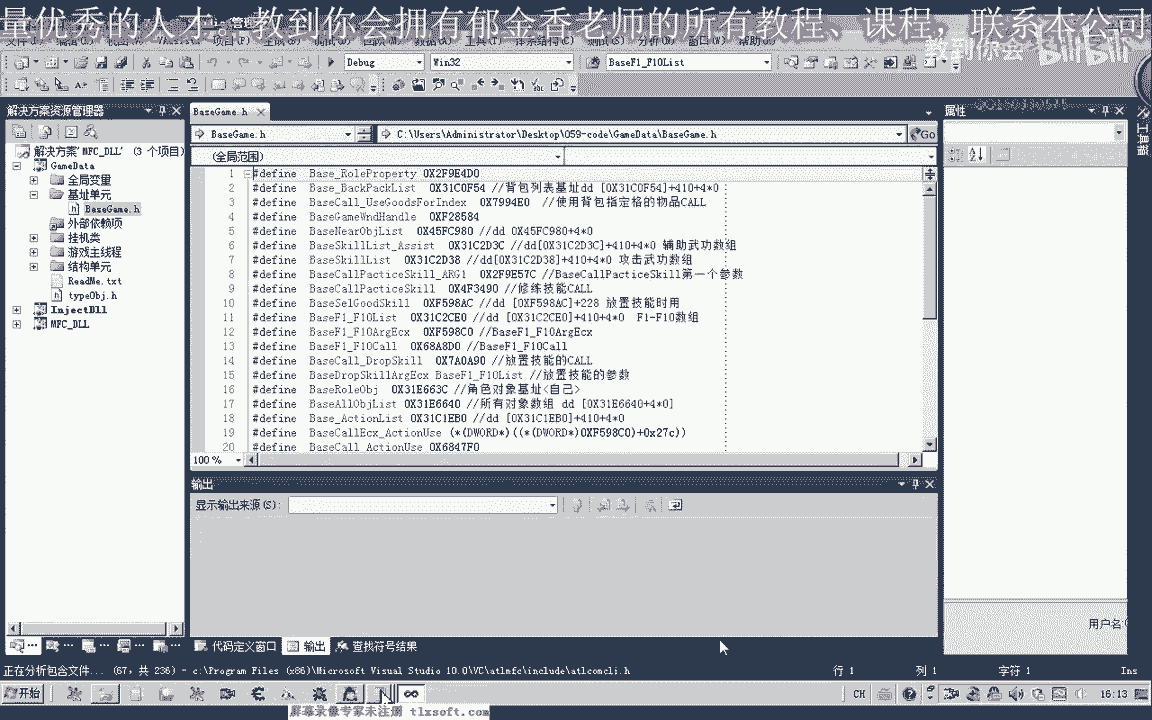 量优秀的人才。教到你会拥有郁金香老师的所有教程、课程，联系本公司
教到你会 bilibili
Debug Win32 BaseF1_F10List
解决方案资源管理器
解决方案'MFC_DLL' (3 个项目)
GameData
全局变量
基址单元
BaseGame.h
外部依赖项
挂机类
游戏主线程
结构单元
ReadMe.txt
typeObj.h
InjectDll
MFC_DLL
BaseGame.h
BaseGame.h C:\Users\Administrator\Desktop\059-code\GameData\BaseGame.h Go
(全局范围)
1 #define Base_RoleProperty 0X2F9E4D0
2 #define Base_BackPackList 0X31C0F54 //背包列表基址dd [0X31C0F54]+410+4*0
3 #define BaseCall_UseGoodsForIndex 0X7994E0 //使用背包指定格的物品CALL
4 #define BaseGameWndHandle 0XF28584
5 #define BaseNearObjList 0X45FC980 //dd 0X45FC980+4*0
6 #define BaseSkillList_Assist 0X31C2D3C //dd[0X31C2D3C]+410+4*0 辅助武功数组
7 #define BaseSkillList 0X31C2D38 //dd[0X31C2D38]+410+4*0 攻击武功数组
8 #define BaseCallPacticeSkill_ARG1 0X2F9E57C //BaseCallPacticeSkill第一个参数
9 #define BaseCallPacticeSkill 0X4F3490 //修练技能CALL
10 #define BaseSelGoodSkill 0XF598AC //dd [0XF598AC]+228 放置技能时用
11 #define BaseF1_F10List 0X31C2CE0 //dd [0X31C2CE0]+410+4*0 F1-F10数组
12 #define BaseF1_F10ArgEcx 0XF598C0 //BaseF1_F10ArgEcx
13 #define BaseF1_F10Call 0X68A8D0 //BaseF1_F10Call
14 #define BaseCall_DropSkill 0X7A0A90 //放置技能的CALL
15 #define BaseDropSkillArgEcx BaseF1_F10List //放置技能的参数
16 #define BaseRoleObj 0X31E663C //角色对象基址<自己>
17 #define BaseAllObjList 0X31E6640 //所有对象数组 dd [0X31E6640+4*0]
18 #define Base_ActionList 0X31C1EB0 //dd [0X31C1EB0]+410+4*0
19 #define BaseCallEcx_ActionUse (*(DWORD*)((*(DWORD*)0XF598C0)+0x27c))
20 #define BaseCall_ActionUse 0X6847F0
100 %
输出
显示输出来源(S):
属性
工具箱
用户名:
代码定义窗口 输出 查找符号结果
正在分析包含文件... (67, 共 236) - c:\Program Files (x86)\Microsoft Visual Studio 10.0\VC\atlmfc\include\atlcomcli.h 行 1 列 1 字符 1 Ins
开始 CH 16:13
屏幕录像专家未注册 tlxsoft.com